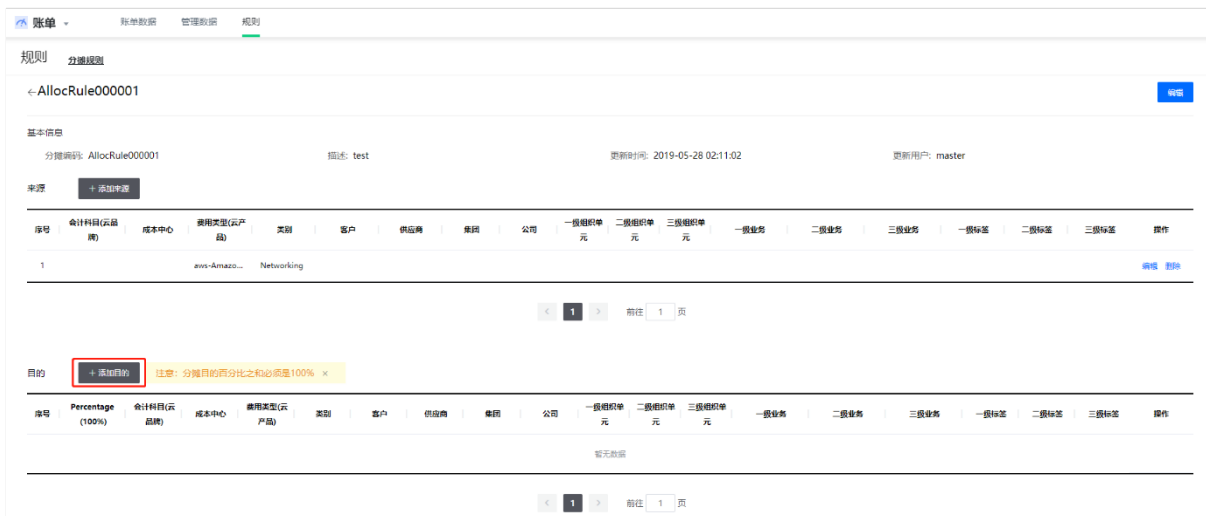 账单 账单数据 管理数据 规则
规则 分摊规则
←AllocRule000001 编辑
基本信息
分摊编码: AllocRule000001 描述: test 更新时间: 2019-05-28 02:11:02 更新用户: master
来源 + 添加来源
序号 会计科目(云品牌) 成本中心 费用类型(云产品) 类别 客户 供应商 集团 公司 一级组织单元 二级组织单元 三级组织单元 一级业务 二级业务 三级业务 一级标签 二级标签 三级标签 操作
1 aws-Amazo... Networking 编辑 删除
< 1 > 前往 1 页
目的 + 添加目的 注意：分摊目的百分比之和必须是100% ×
序号 Percentage (100%) 会计科目(云品牌) 成本中心 费用类型(云产品) 类别 客户 供应商 集团 公司 一级组织单元 二级组织单元 三级组织单元 一级业务 二级业务 三级业务 一级标签 二级标签 三级标签 操作
暂无数据
< 1 > 前往 1 页